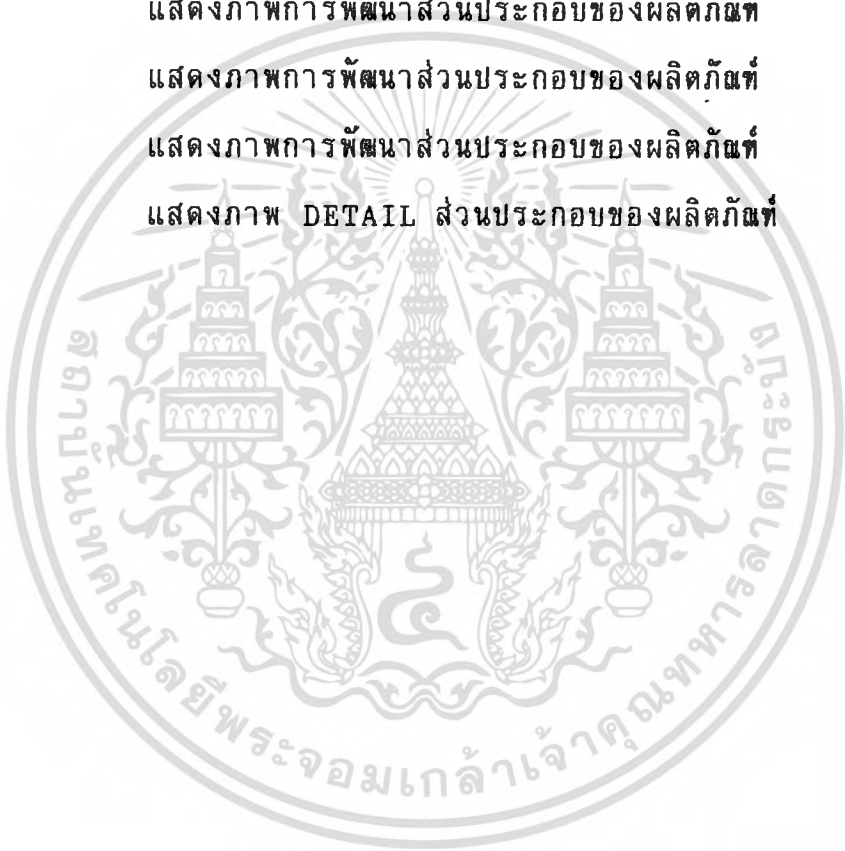 แสดงภาพการพัฒนาส่วนประกอบของผลิตภัณฑ์
แสดงภาพการพัฒนาส่วนประกอบของผลิตภัณฑ์
แสดงภาพการพัฒนาส่วนประกอบของผลิตภัณฑ์
แสดงภาพ DETAIL ส่วนประกอบของผลิตภัณฑ์
สถาบันเทคโนโลยีพระจอมเกล้าเจ้าคุณทหารลาดกระบัง
๔